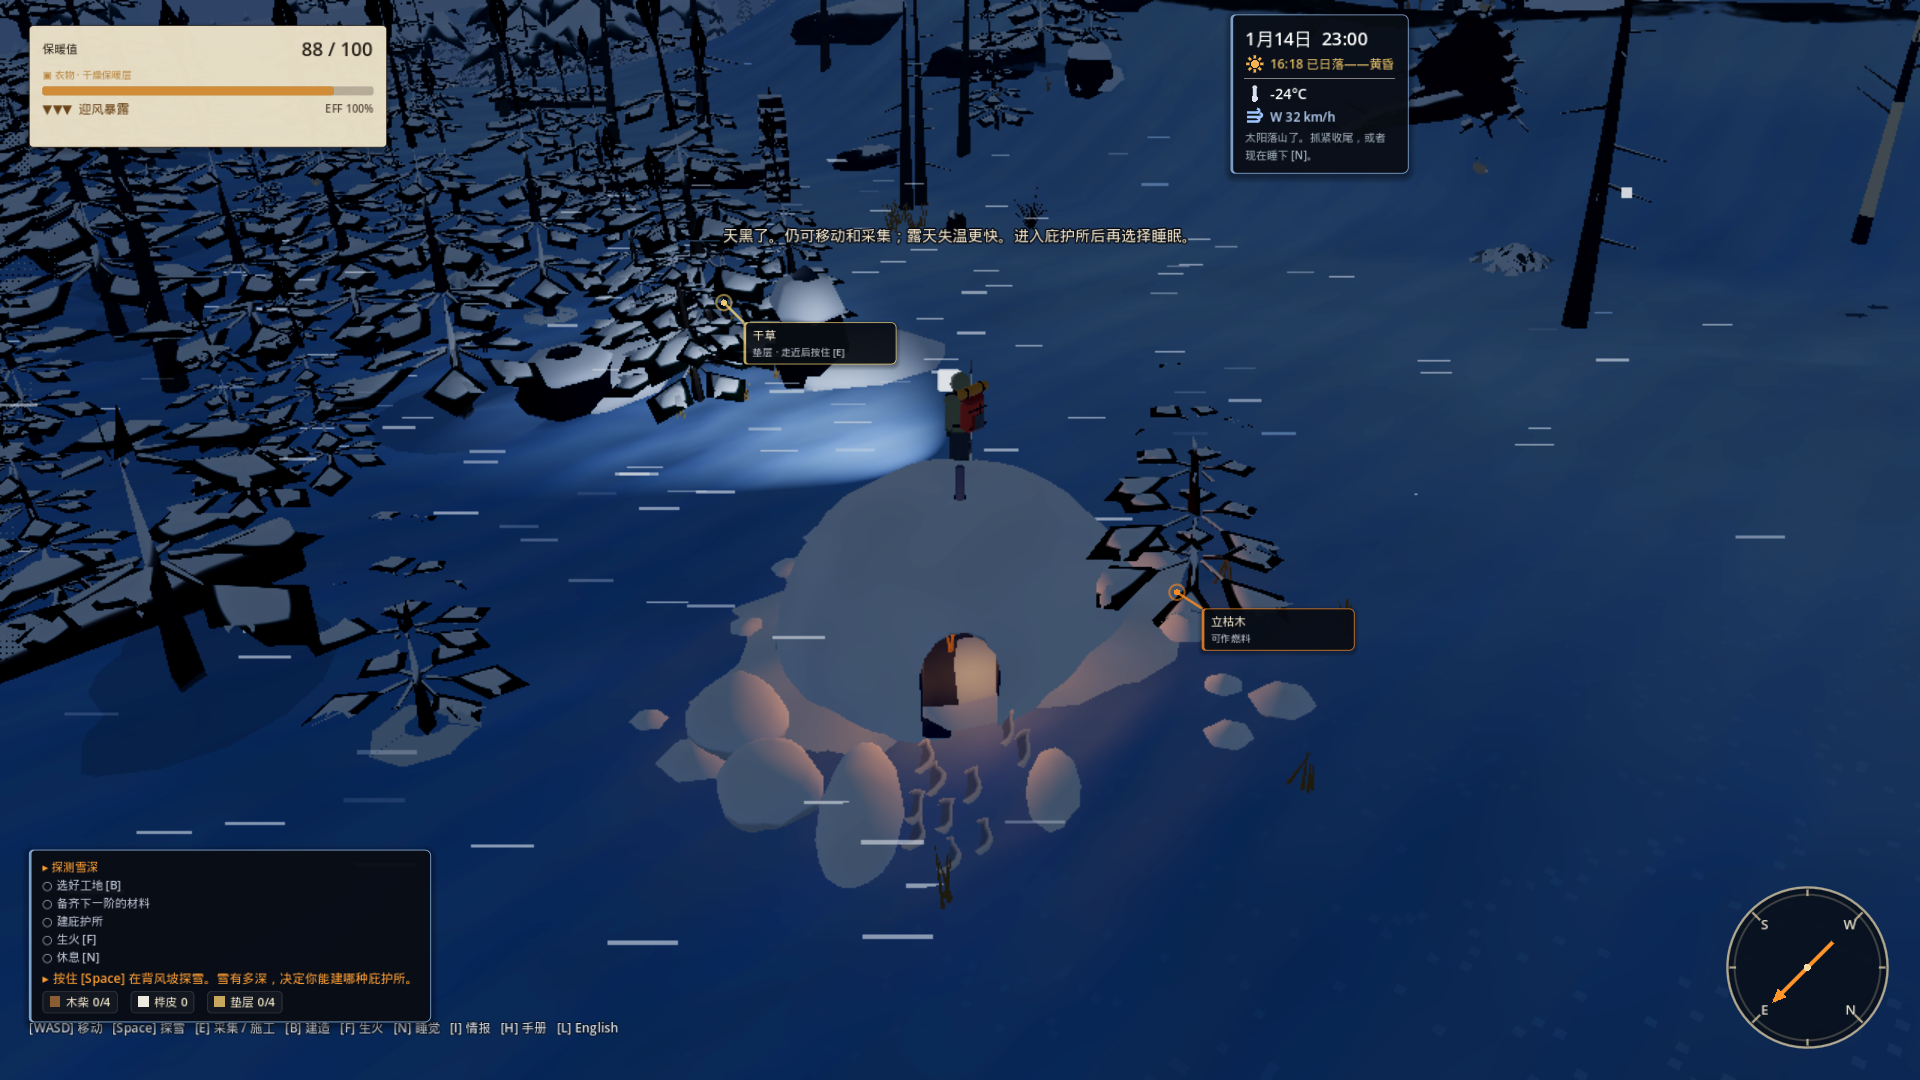 保暖值
88 / 100
▣ 衣物 · 干燥保暖层
▼▼▼ 迎风暴露
EFF 100%
1月14日 23:00
16:18 已日落——黄昏
-24°C
W 32 km/h
太阳落山了。抓紧收尾，或者
现在睡下 [N]。
天黑了。仍可移动和采集；露天失温更快。进入庇护所后再选择睡眠。
干草
垫层 · 走近后按住 [E]
立枯木
可作燃料
▸ 探测雪深
○ 选好工地 [B]
○ 备齐下一阶的材料
○ 建庇护所
○ 生火 [F]
○ 休息 [N]
▸ 按住 [Space] 在背风坡探雪。雪有多深，决定你能建哪种庇护所。
木柴 0/4
桦皮 0
垫层 0/4
[WASD] 移动 [Space] 探雪 [E] 采集 / 施工 [B] 建造 [F] 生火 [N] 睡觉 [I] 情报 [H] 手册 [L] English
S
W
E
N